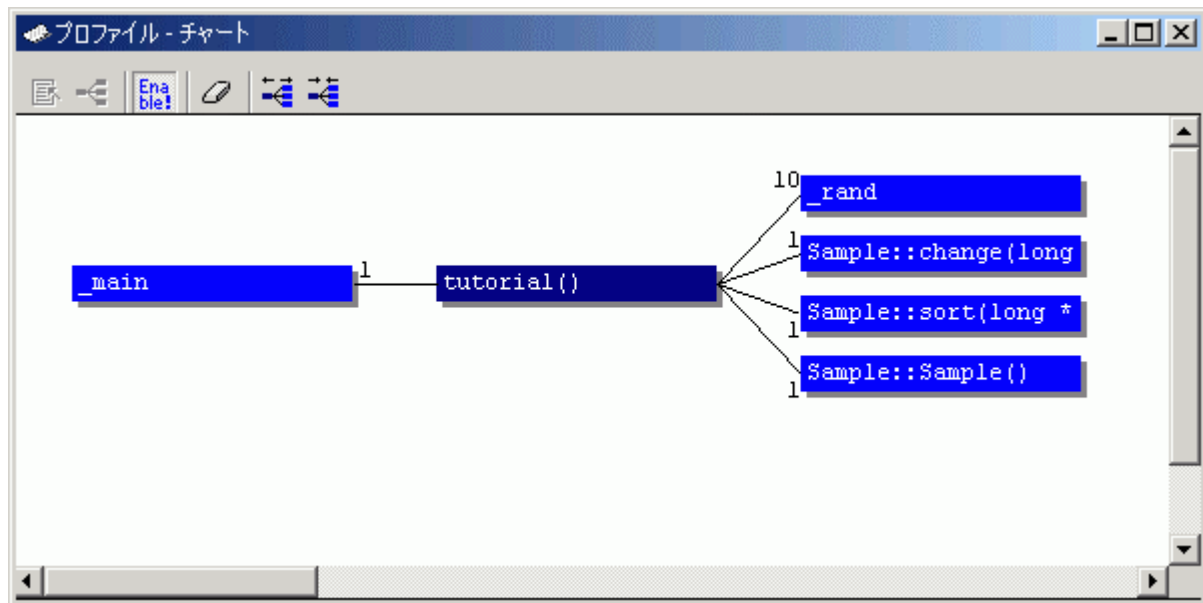 プロファイル - チャート
Ena
ble!
10
_rand
1
Sample::change(long
_main
1
tutorial()
Sample::sort(long *
1
Sample::Sample()
1